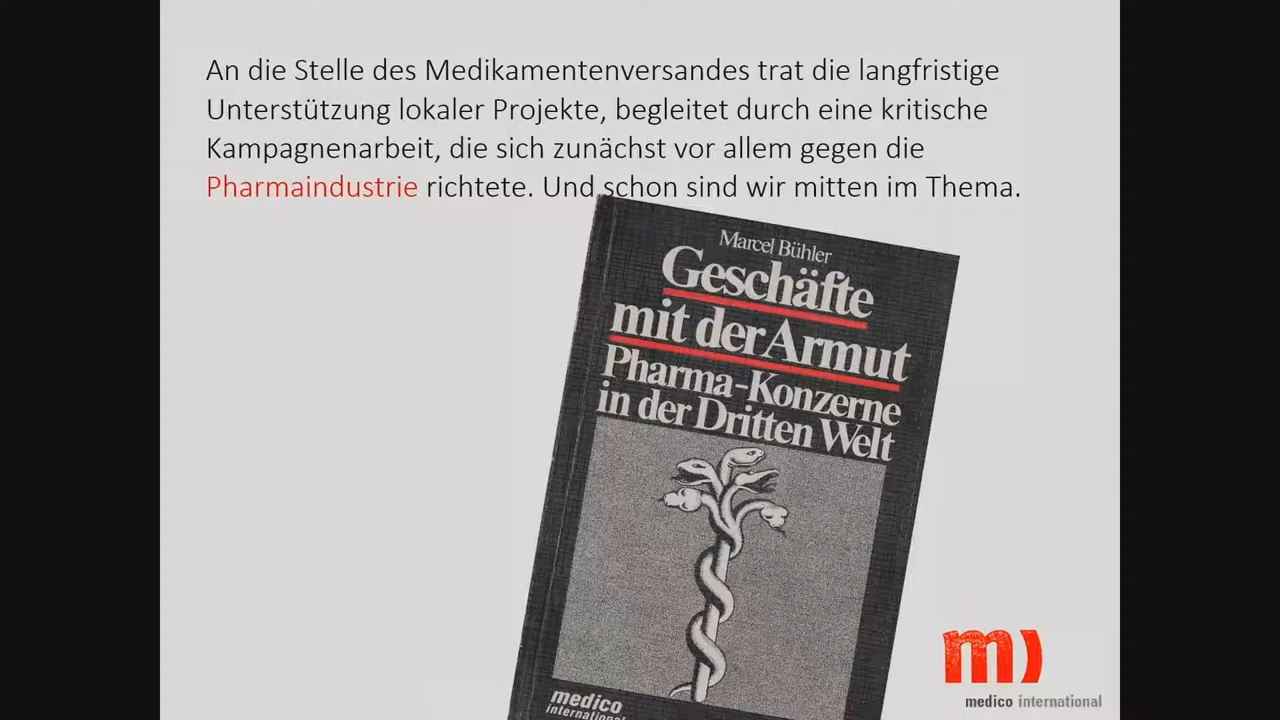 An die Stelle des Medikamentenversandes trat die langfristige
Unterstützung lokaler Projekte, begleitet durch eine kritische
Kampagnenarbeit, die sich zunächst vor allem gegen die
Pharmaindustrie richtete. Und schon sind wir mitten im Thema.
Marcel Bühler
Geschäfte
mit der Armut
Pharma-Konzerne
in der Dritten Welt
medico
international
m)
medico international